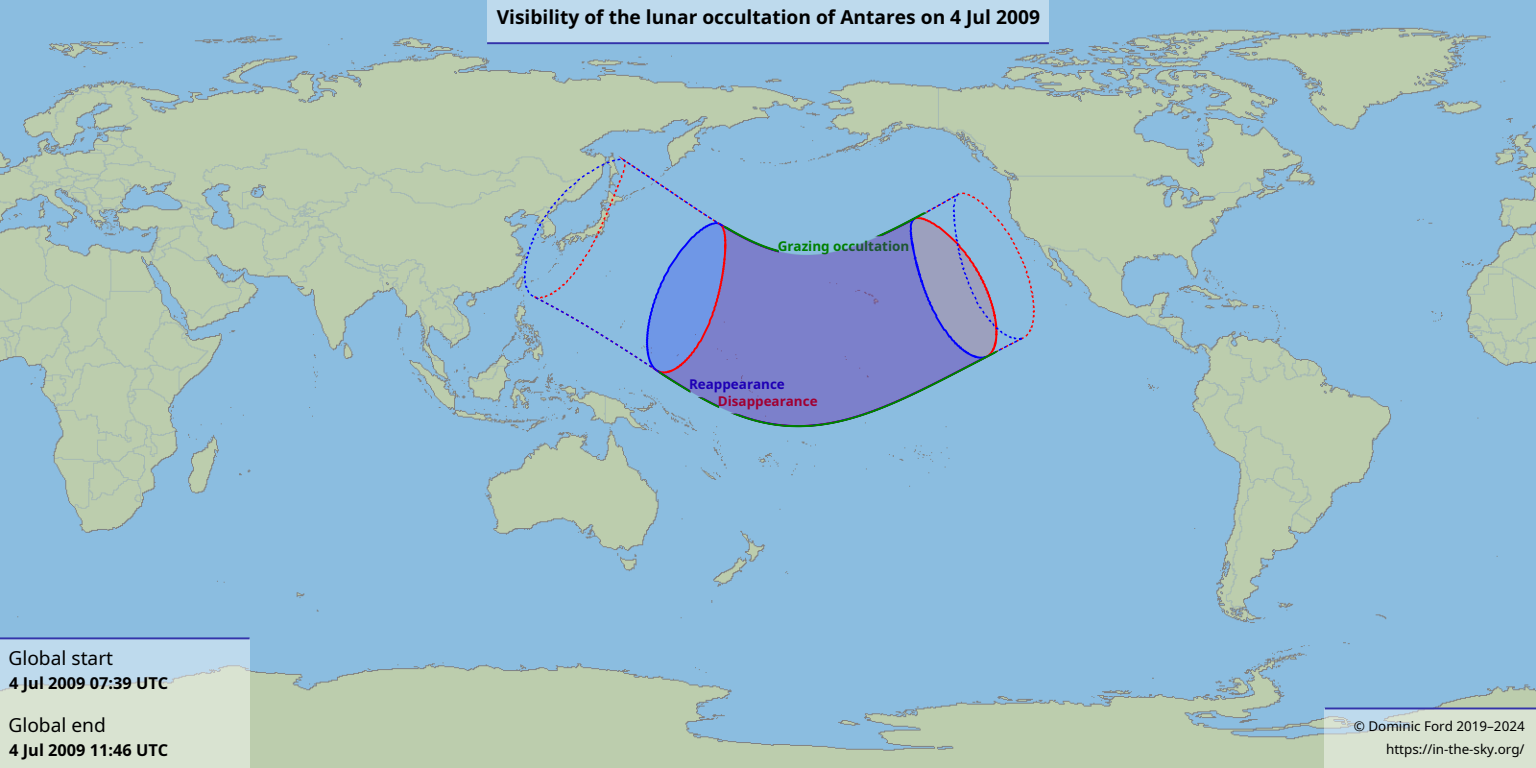 Visibility of the lunar occultation of Antares on 4 Jul 2009
Grazing occultation
Reappearance
Disappearance
Global start
4 Jul 2009 07:39 UTC
Global end
4 Jul 2009 11:46 UTC
© Dominic Ford 2019–2024
https://in-the-sky.org/